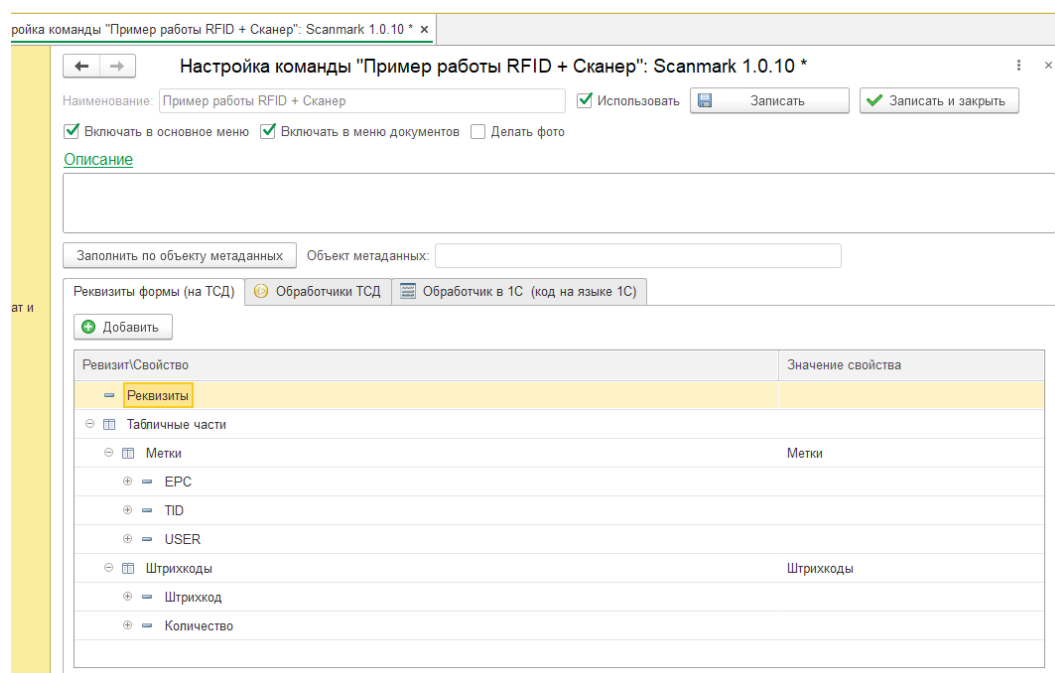 ройка команды "Пример работы RFID + Сканер": Scanmark 1.0.10 * ×
Настройка команды "Пример работы RFID + Сканер": Scanmark 1.0.10 *
Наименование: Пример работы RFID + Сканер Использовать Записать Записать и закрыть
Включать в основное меню Включать в меню документов Делать фото
Описание
Заполнить по объекту метаданных Объект метаданных:
Реквизиты формы (на ТСД) Обработчики ТСД Обработчик в 1С (код на языке 1С)
ат и
Добавить
Ревизит\Свойство Значение свойства
Реквизиты
Табличные части
Метки Метки
EPC
TID
USER
Штрихкоды Штрихкоды
Штрихкод
Количество